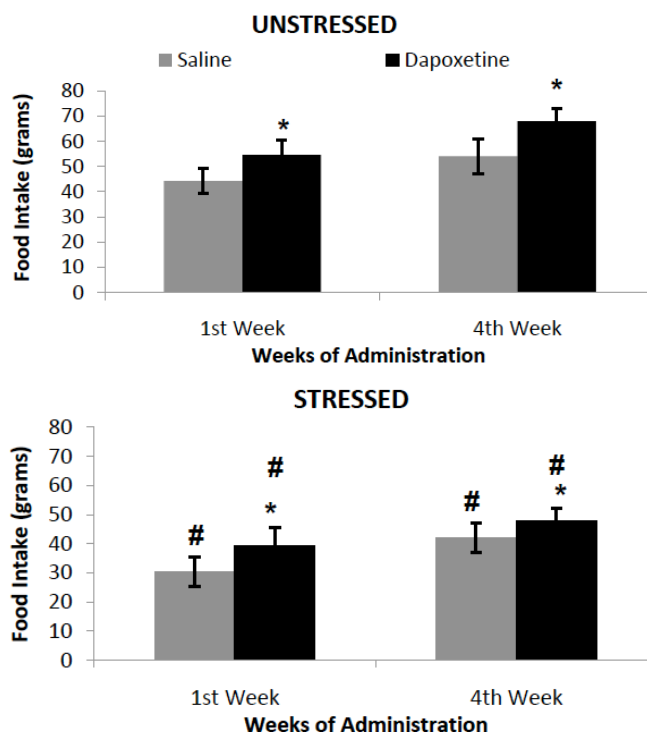 UNSTRESSED
Saline Dapoxetine
80
70
60
50
40
30
20
10
0
Food Intake (grams)
* *
1st Week 4th Week
Weeks of Administration
STRESSED
80
70
60
50
40
30
20
10
0
Food Intake (grams)
# # # #
* *
1st Week 4th Week
Weeks of Administration